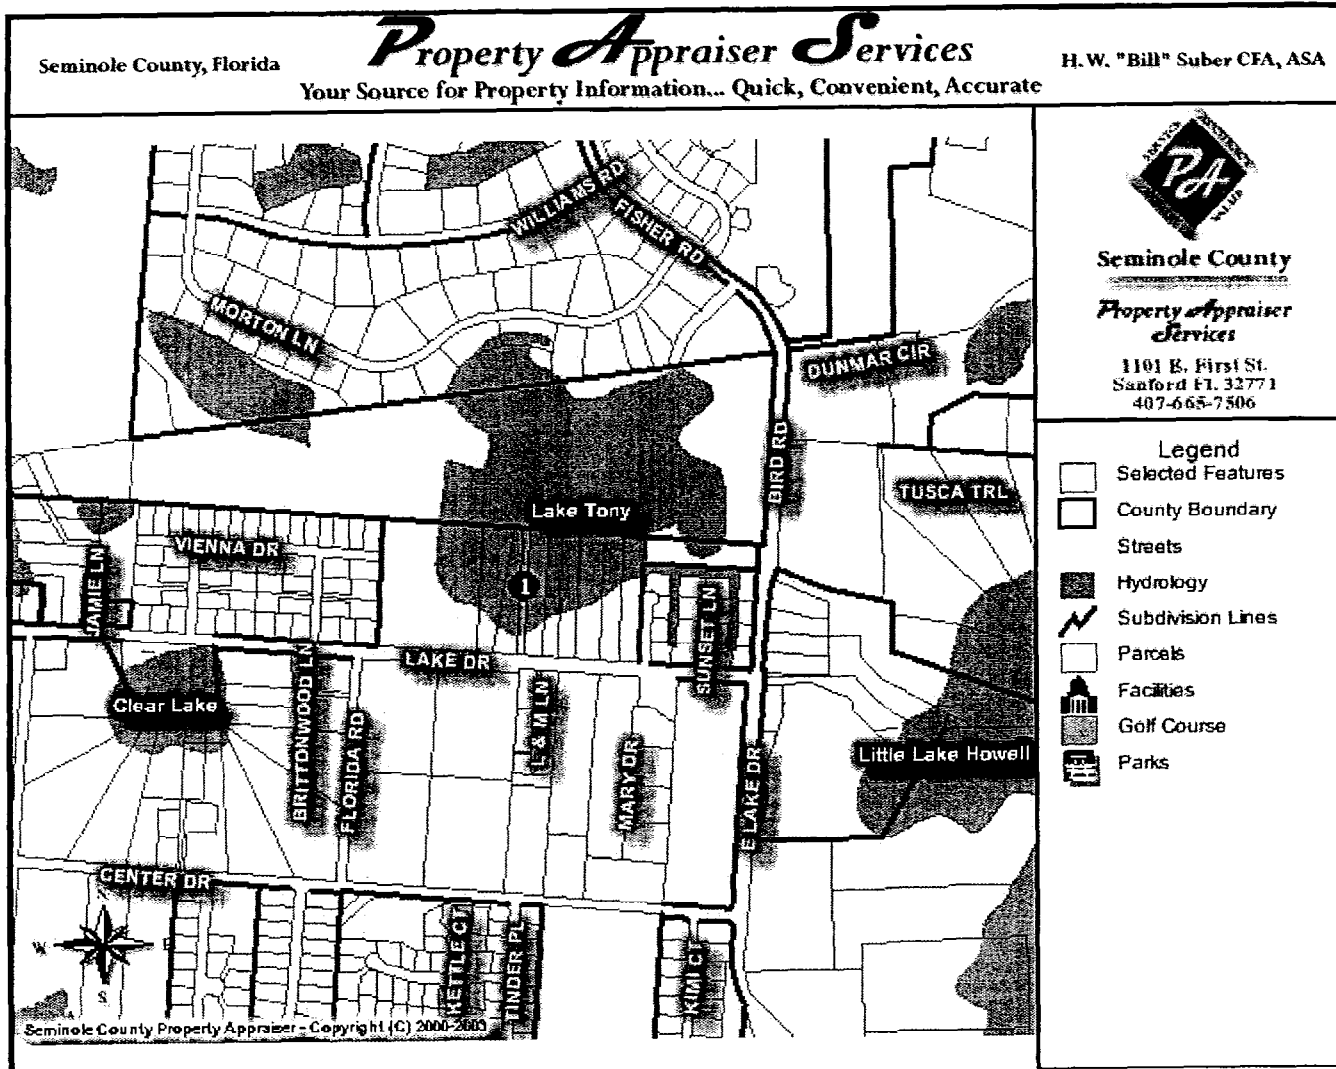 Seminole County, Florida
Property Appraiser Services
H.W. "Bill" Suber CFA, ASA
Your Source for Property Information... Quick, Convenient, Accurate
WILLIAMS RD
FISHER RD
MORTON LN
DUNMAR CIR
BIRD RD
TUSCA TRL
Lake Tony
VIENNA DR
JAMIE LN
1
SUNSET LN
LAKE DR
Clear Lake
BRITTONWOOD LN
FLORIDA RD
L & M LN
MARY DR
E LAKE DR
Little Lake Howell
CENTER DR
KETTLE CT
TINDER PL
KIMI CT
N
W
S
Seminole County Property Appraiser - Copyright (C) 2000-2003
PA
Seminole County
Property Appraiser
Services
1101 E. First St.
Sanford FL 32771
407-665-7506
Legend
Selected Features
County Boundary
Streets
Hydrology
Subdivision Lines
Parcels
Facilities
Golf Course
Parks